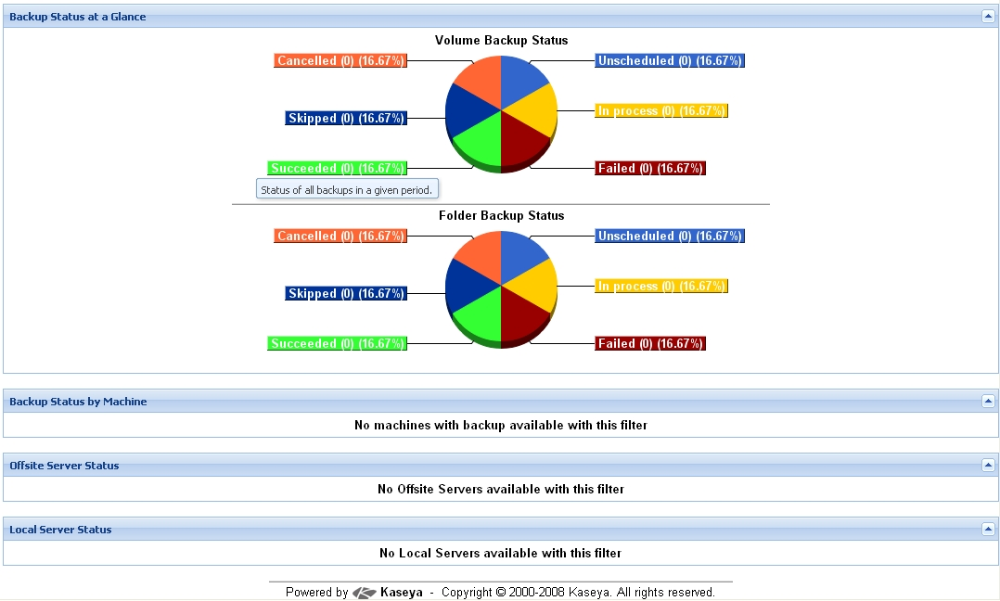 Backup Status at a Glance
Volume Backup Status
Cancelled (0) (16.67%)
Unscheduled (0) (16.67%)
Skipped (0) (16.67%)
In process (0) (16.67%)
Succeeded (0) (16.67%)
Failed (0) (16.67%)
Status of all backups in a given period.
Folder Backup Status
Cancelled (0) (16.67%)
Unscheduled (0) (16.67%)
Skipped (0) (16.67%)
In process (0) (16.67%)
Succeeded (0) (16.67%)
Failed (0) (16.67%)
Backup Status by Machine
No machines with backup available with this filter
Offsite Server Status
No Offsite Servers available with this filter
Local Server Status
No Local Servers available with this filter
Powered by Kaseya - Copyright © 2000-2008 Kaseya. All rights reserved.